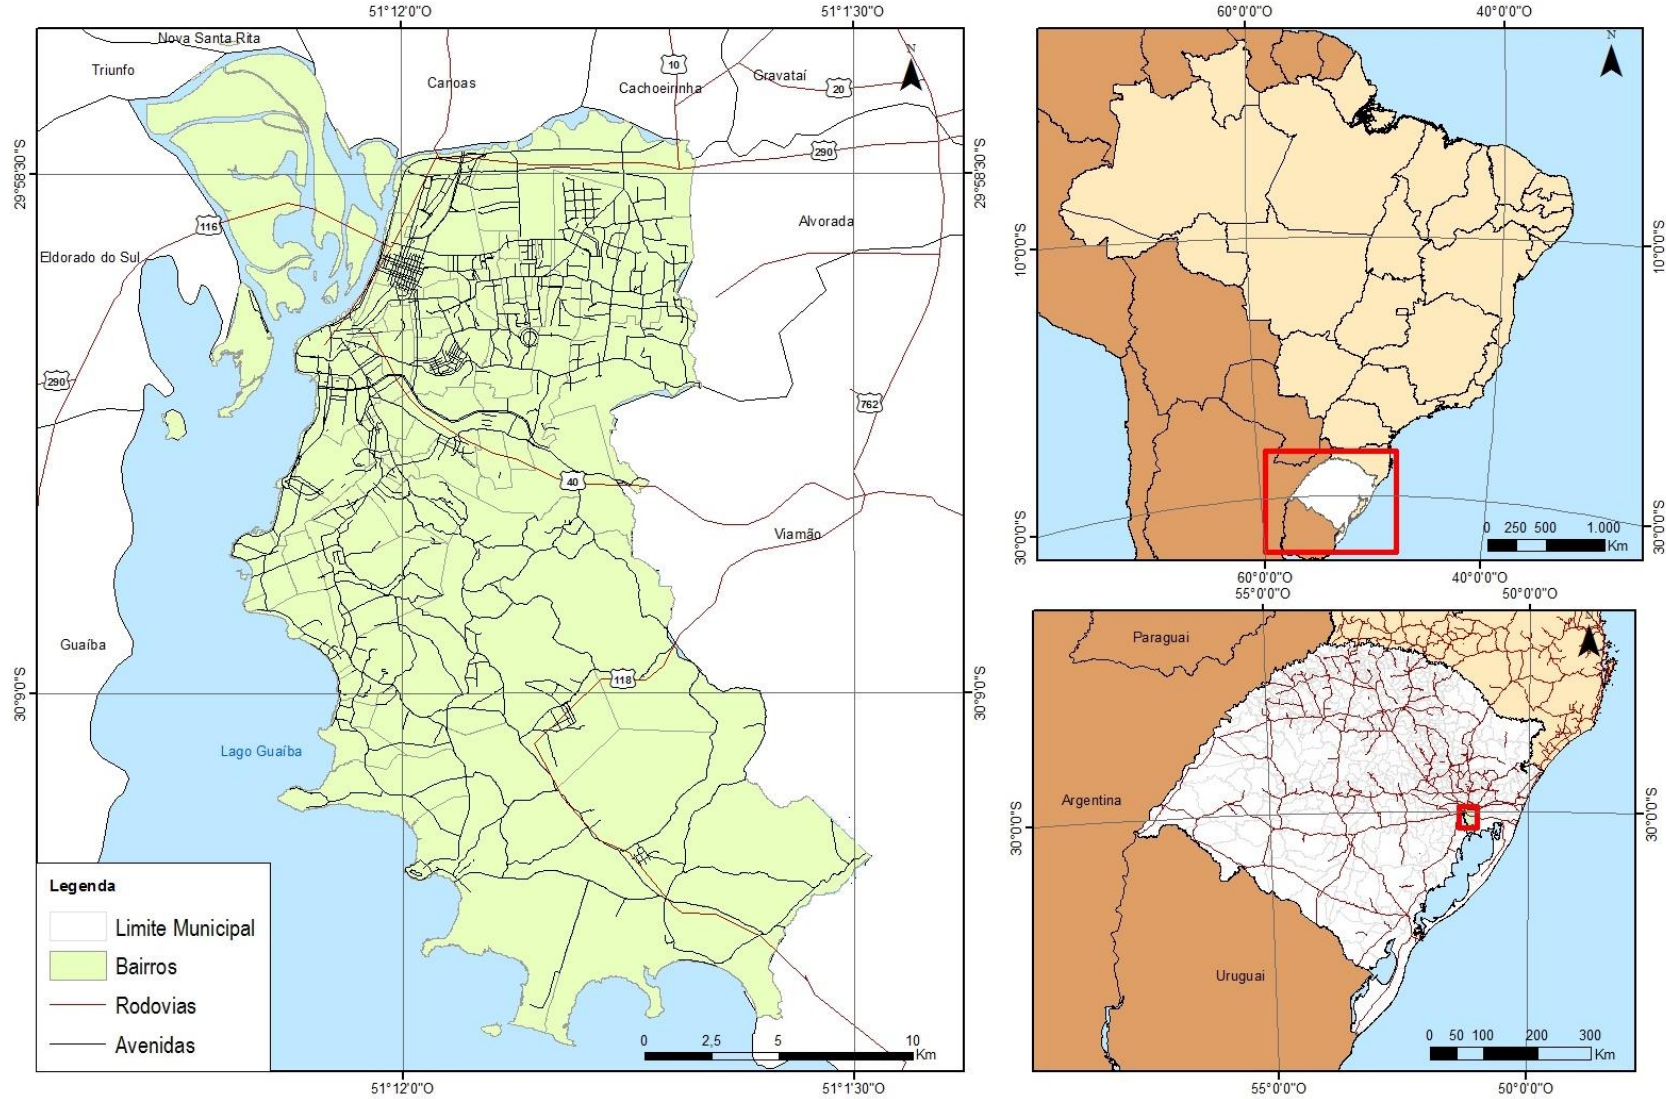 51°12'0"O
51°1'30"O
Nova Santa Rita
Triunfo
Canoas
10
Cachoeirinha
Gravataí
20
N
290
29°58'30"S
29°58'30"S
116
Alvorada
Eldorado do Sul
290
762
40
Viamão
Guaíba
118
30°9'0"S
30°9'0"S
Lago Guaíba
Legenda
Limite Municipal
Bairros
Rodovias
Avenidas
0 2,5 5 10
Km
51°12'0"O
51°1'30"O
60°0'0"O
40°0'0"O
N
10°0'0"S
10°0'0"S
30°0'0"S
30°0'0"S
0 250 500 1.000
Km
60°0'0"O
40°0'0"O
55°0'0"O
50°0'0"O
N
Paraguai
Argentina
30°0'0"S
30°0'0"S
Uruguai
0 50 100 200 300
Km
55°0'0"O
50°0'0"O